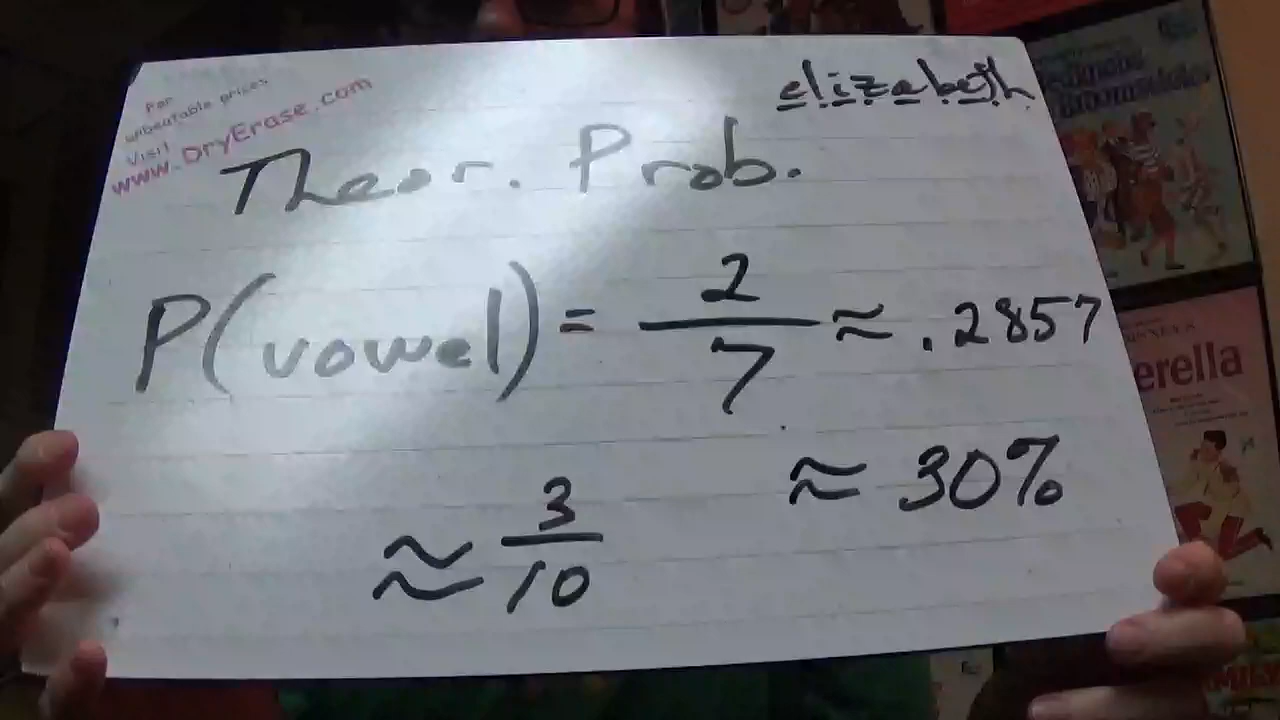 For
unbeatable prices
Visit
www.DryErase.com
elizabeth
Theor. Prob.
P(vowel) = 2/7 ≈ .2857
≈ 30%
≈ 3/10
erella